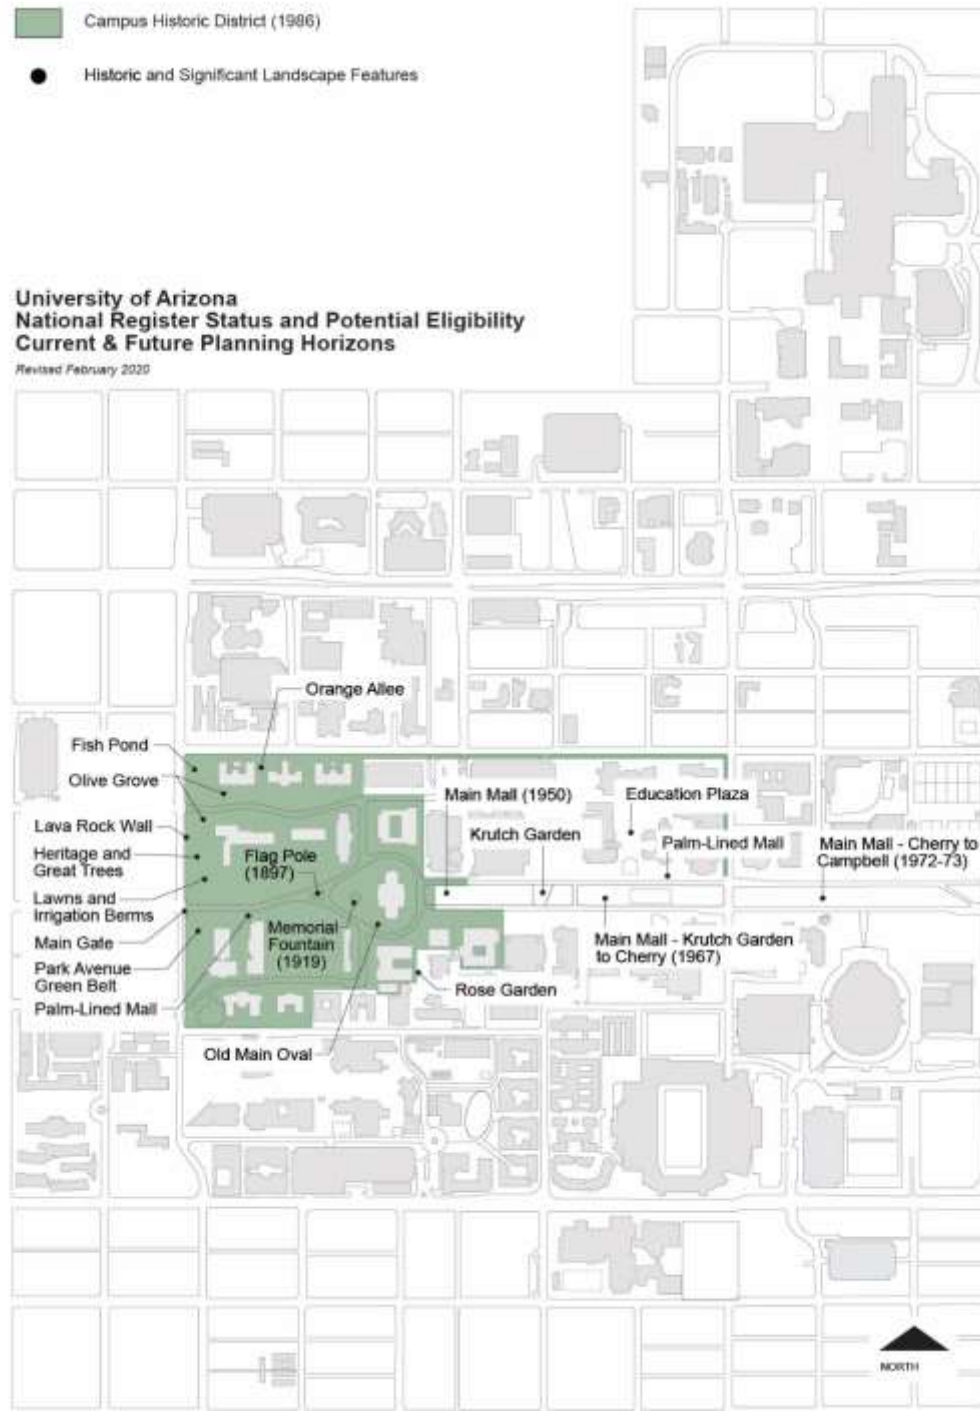 Campus Historic District (1986)
Historic and Significant Landscape Features
University of Arizona
National Register Status and Potential Eligibility
Current & Future Planning Horizons
Revised February 2020
Orange Allee
Fish Pond
Olive Grove
Main Mall (1950)
Education Plaza
Lava Rock Wall
Krutch Garden
Palm-Lined Mall
Main Mall - Cherry to
Campbell (1972-73)
Heritage and
Great Trees
Flag Pole
(1897)
Lawns and
Irrigation Berms
Main Gate
Memorial
Fountain
(1919)
Main Mall - Krutch Garden
to Cherry (1967)
Park Avenue
Green Belt
Rose Garden
Palm-Lined Mall
Old Main Oval
NORTH